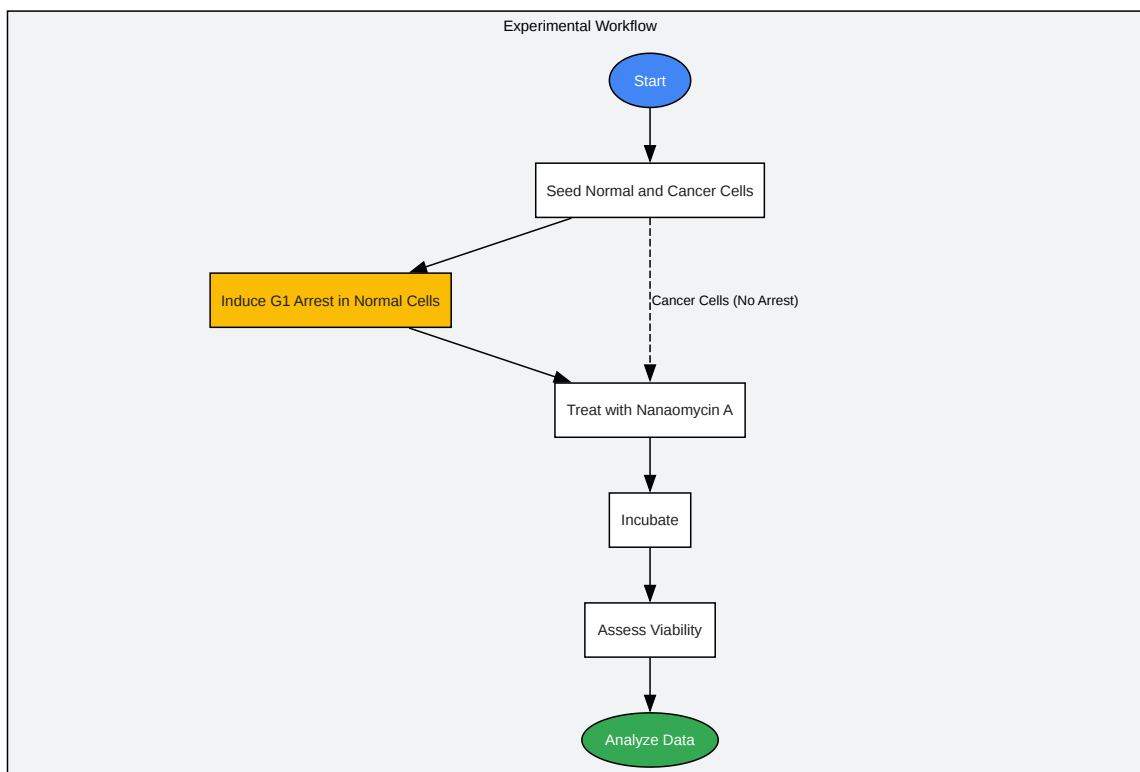 Experimental Workflow
Start
Seed Normal and Cancer Cells
Induce G1 Arrest in Normal Cells
Cancer Cells (No Arrest)
Treat with Nanaomycin A
Incubate
Assess Viability
Analyze Data